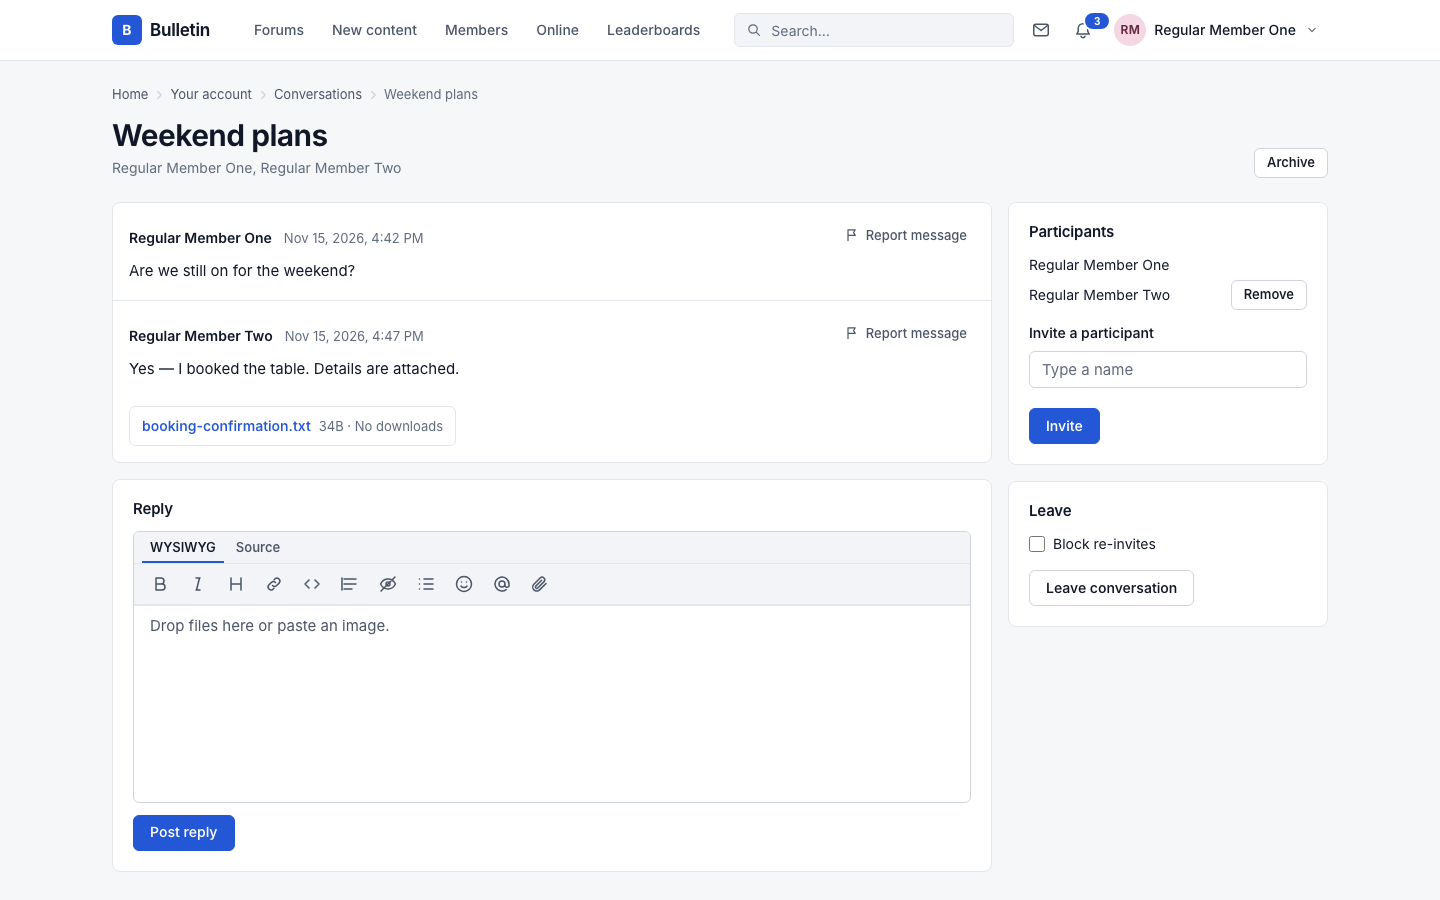 B Bulletin Forums New content Members Online Leaderboards Search... 3 RM Regular Member One
Home Your account Conversations Weekend plans
Weekend plans
Regular Member One, Regular Member Two
Archive
Regular Member One Nov 15, 2026, 4:42 PM Report message
Are we still on for the weekend?
Regular Member Two Nov 15, 2026, 4:47 PM Report message
Yes — I booked the table. Details are attached.
booking-confirmation.txt 34B · No downloads
Reply
WYSIWYG Source
Drop files here or paste an image.
Post reply
Participants
Regular Member One
Regular Member Two Remove
Invite a participant
Type a name
Invite
Leave
Block re-invites
Leave conversation